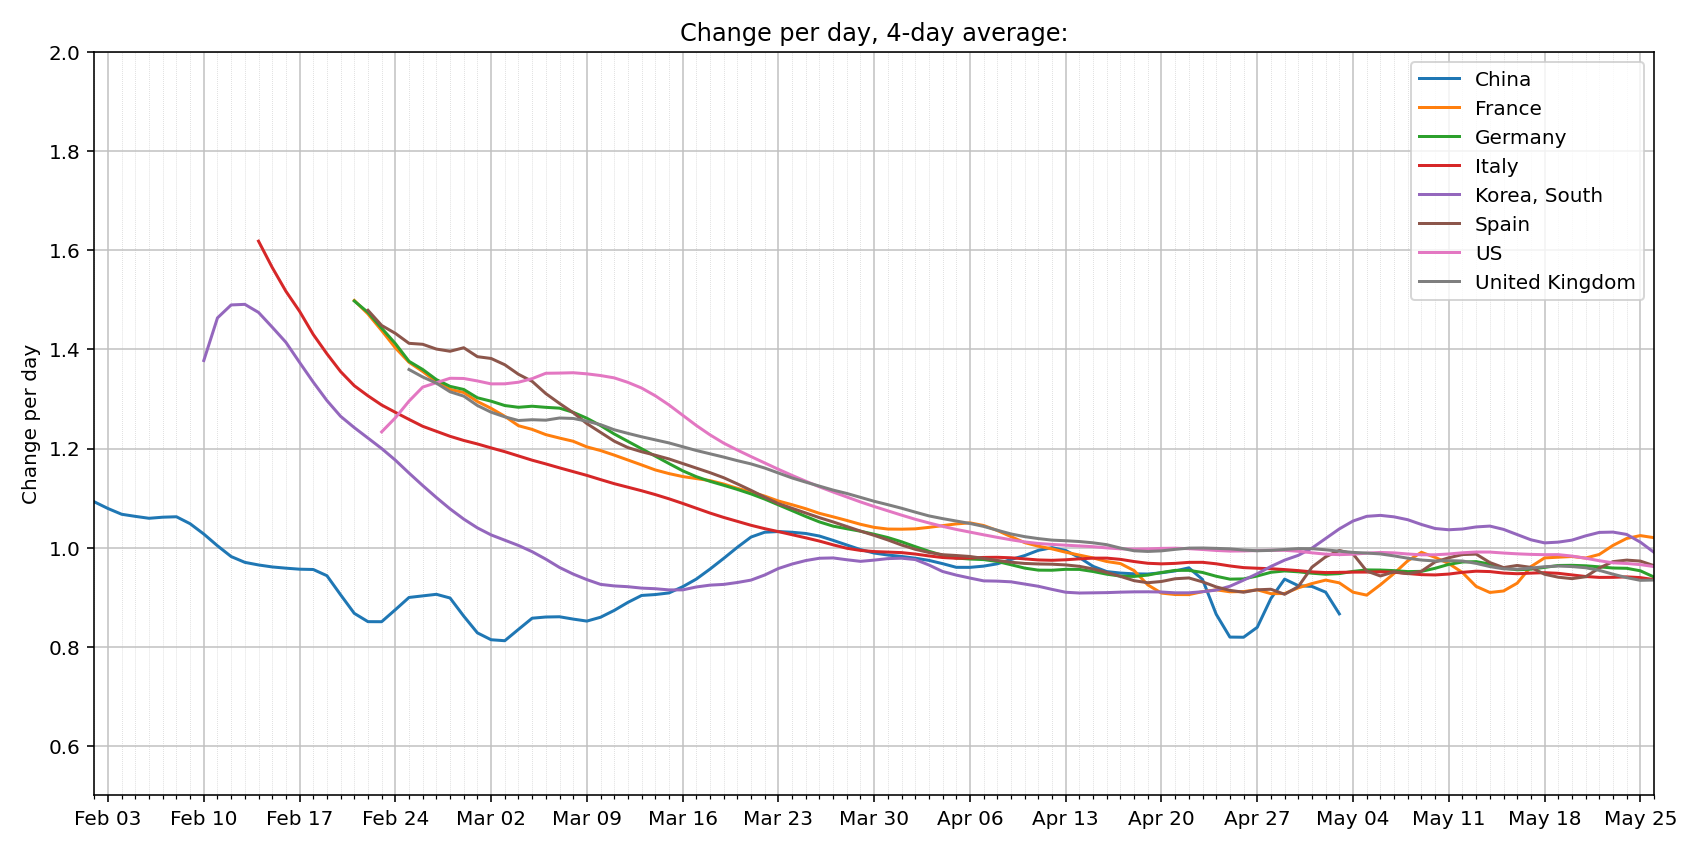 Change per day, 4-day average:
2.0
1.8
1.6
1.4
1.2
1.0
0.8
0.6
Change per day
China
France
Germany
Italy
Korea, South
Spain
US
United Kingdom
Feb 03 Feb 10 Feb 17 Feb 24 Mar 02 Mar 09 Mar 16 Mar 23 Mar 30 Apr 06 Apr 13 Apr 20 Apr 27 May 04 May 11 May 18 May 25